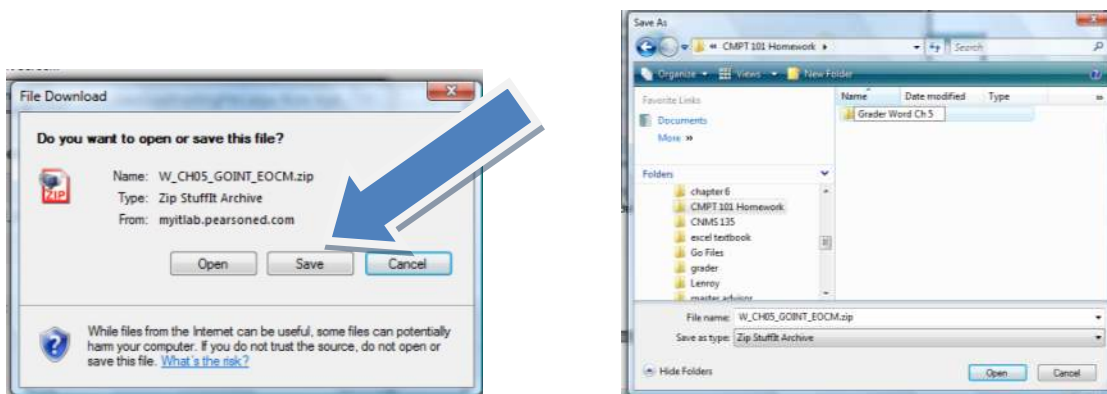 File Download
Do you want to open or save this file?
ZIP
Name: W_CH05_GOINT_EOCM.zip
Type: Zip StuffIt Archive
From: myitlab.pearsoned.com
Open Save Cancel
While files from the Internet can be useful, some files can potentially
harm your computer. If you do not trust the source, do not open or
save this file. What's the risk?
Save As
« CMPT 101 Homework
Search
Organize Views New Folder
Favorite Links
Documents
More »
Name Date modified Type »
Grader Word Ch 5
Folders
chapter 6
CMPT 101 Homework
CNMS 135
excel textbook
Go Files
grader
Lenroy
master advisor
File name: W_CH05_GOINT_EOCM.zip
Save as type: Zip StuffIt Archive
Hide Folders
Open Cancel